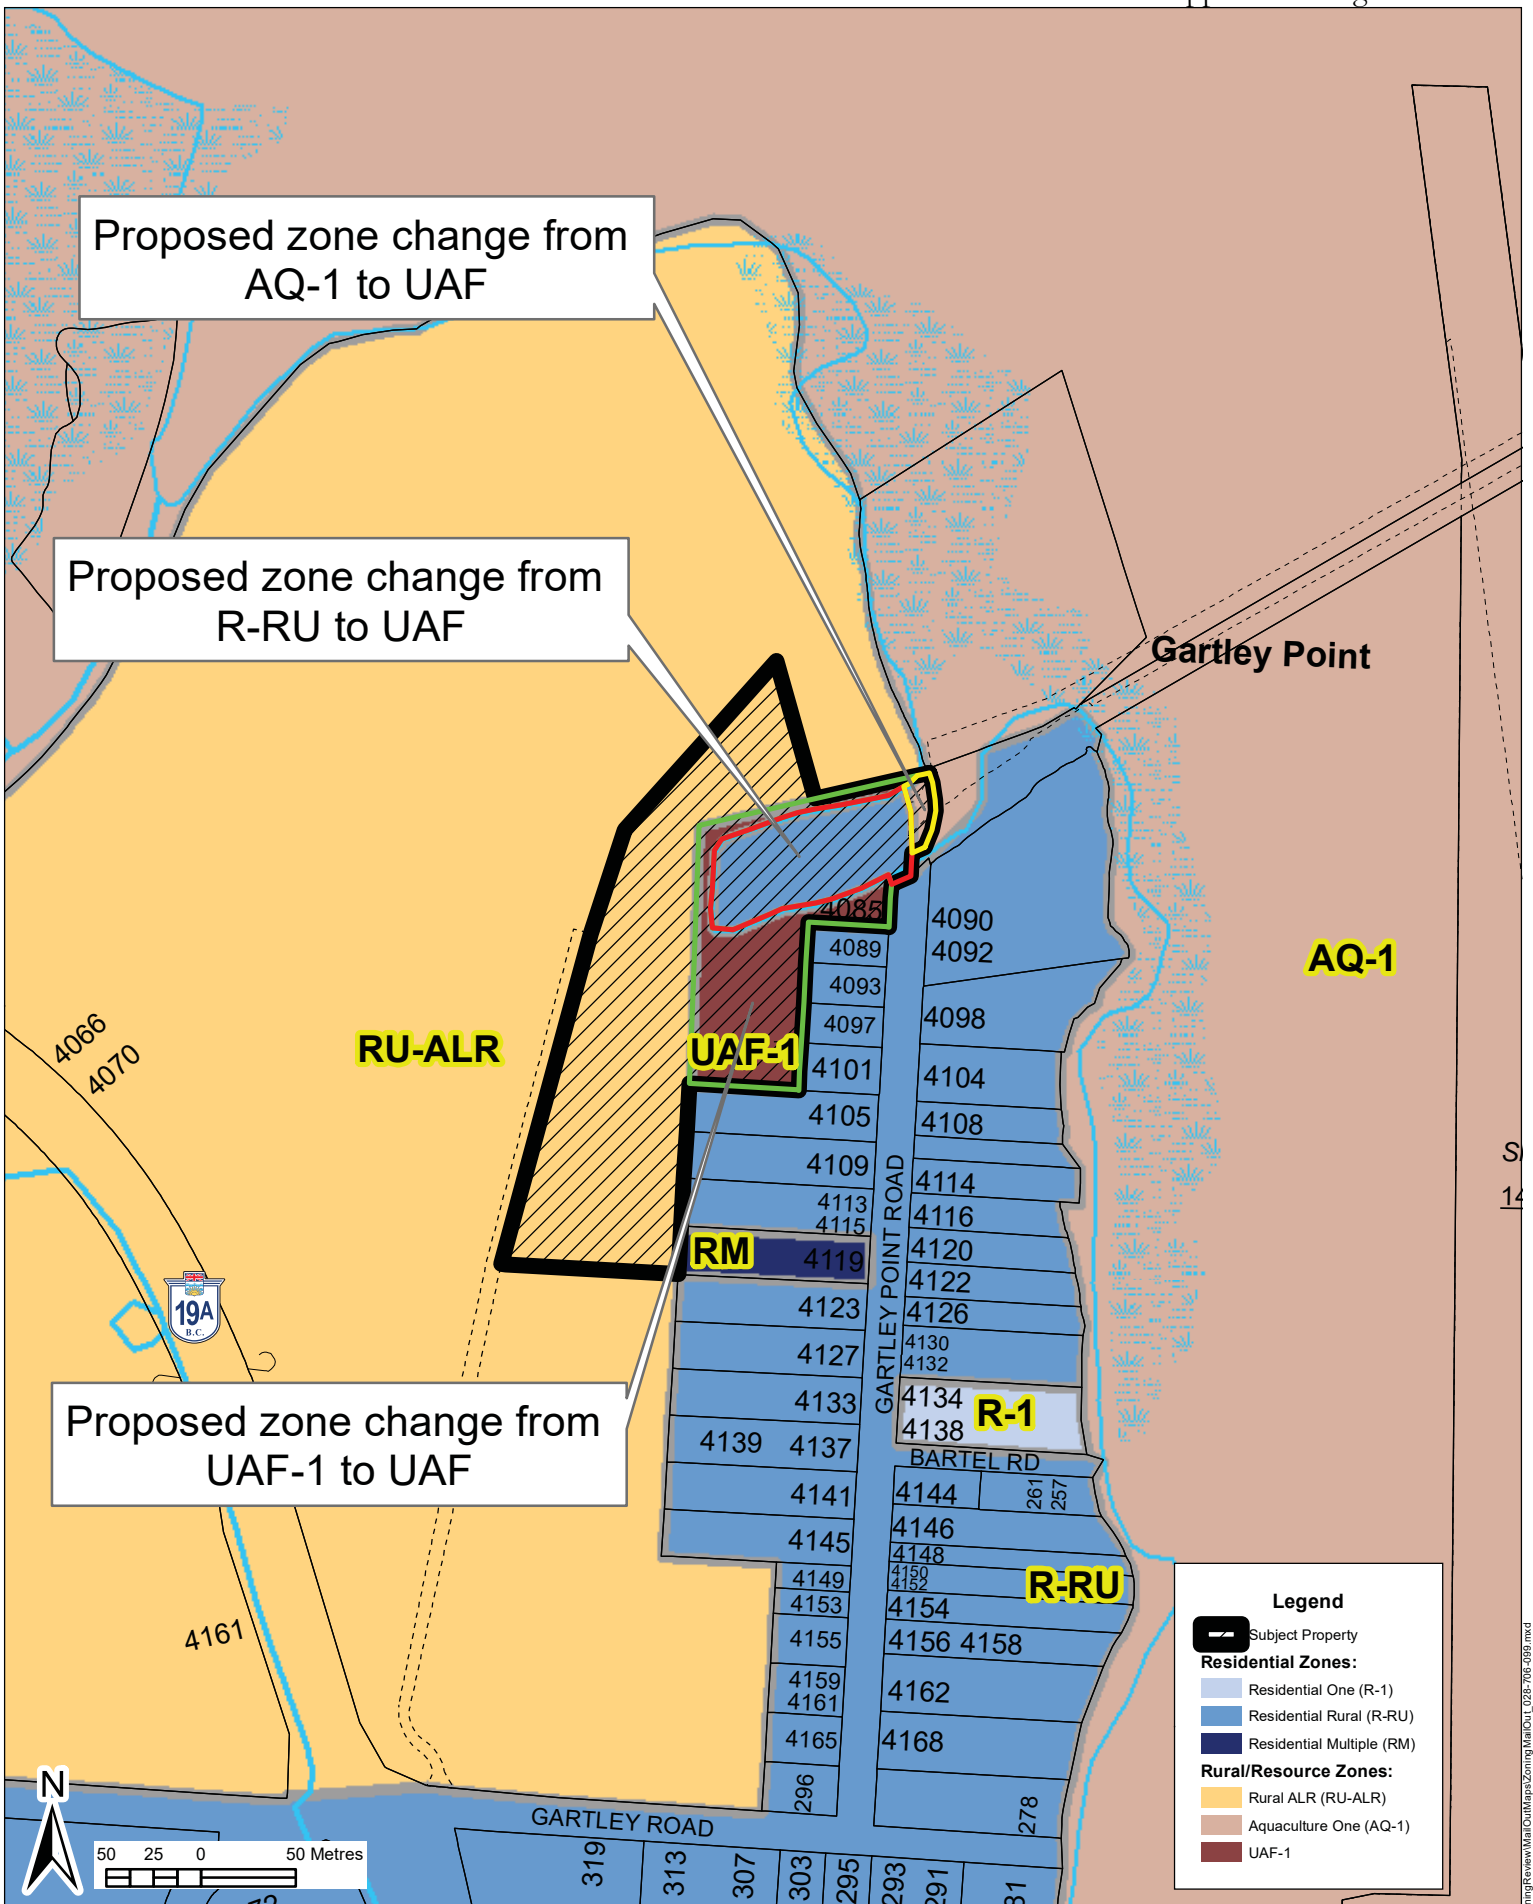 Proposed zone change from
AQ-1 to UAF
Proposed zone change from
R-RU to UAF
Gartley Point
4085
4089
4093
4097
4101
4105
4109
4113
4115
4119
4123
4127
4133
4139 4137
4141
4145
4149
4153
4155
4159
4161
4165
296
4090
4092
4098
4104
4108
4114
4116
4120
4122
4126
4130
4132
4134
4138
BARTEL RD
4144
261
257
4146
4148
4150
4152
4154
4156 4158
4162
4168
278
GARTLEY POINT ROAD
AQ-1
RU-ALR
UAF-1
RM
R-1
R-RU
4066
4070
19A
B.C.
Proposed zone change from
UAF-1 to UAF
4161
GARTLEY ROAD
319
313
307
303
295
293
291
N
50 25 0 50 Metres
Legend
Subject Property
Residential Zones:
Residential One (R-1)
Residential Rural (R-RU)
Residential Multiple (RM)
Rural/Resource Zones:
Rural ALR (RU-ALR)
Aquaculture One (AQ-1)
UAF-1